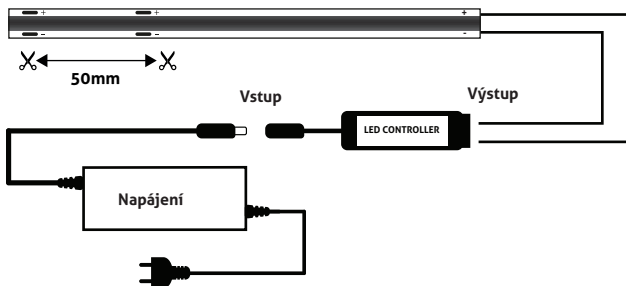 + + +
– – -
50mm
Vstup
Výstup
LED CONTROLLER
Napájení